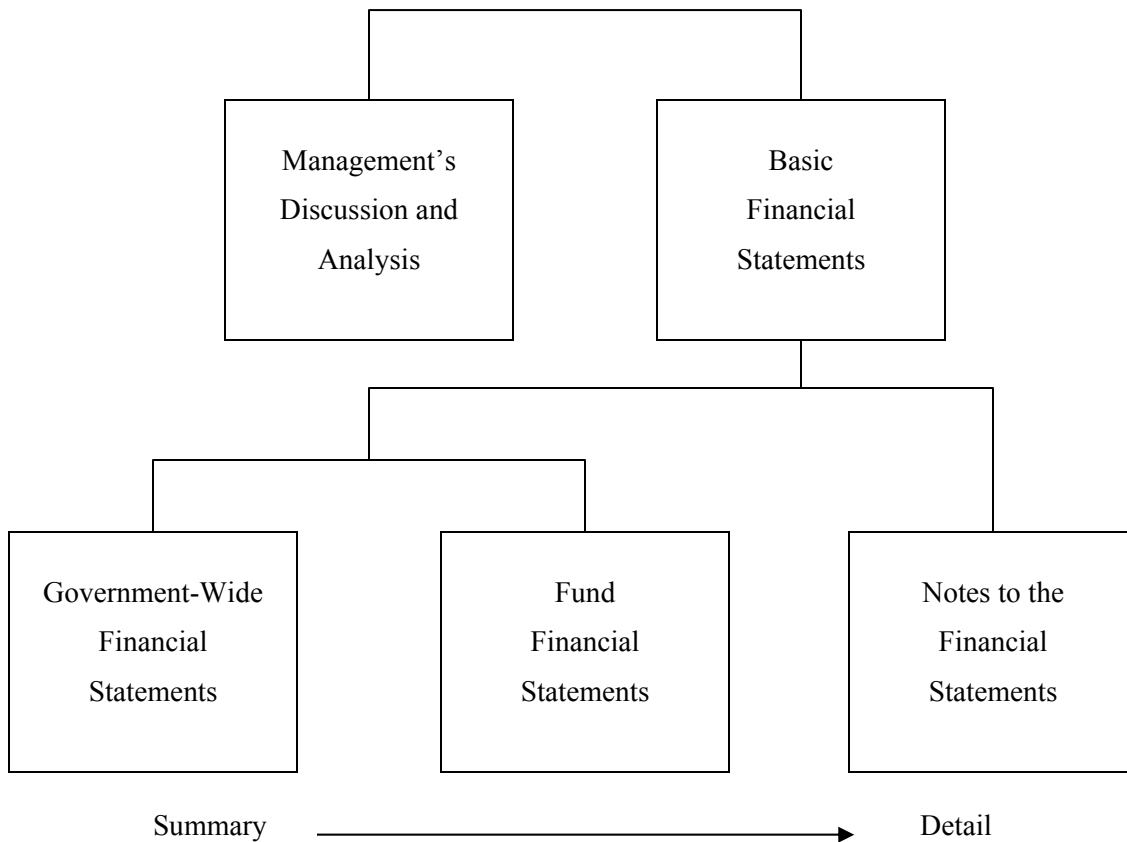 Management’s
Discussion and
Analysis
Basic
Financial
Statements
Government-Wide
Financial
Statements
Fund
Financial
Statements
Notes to the
Financial
Statements
Summary
Detail